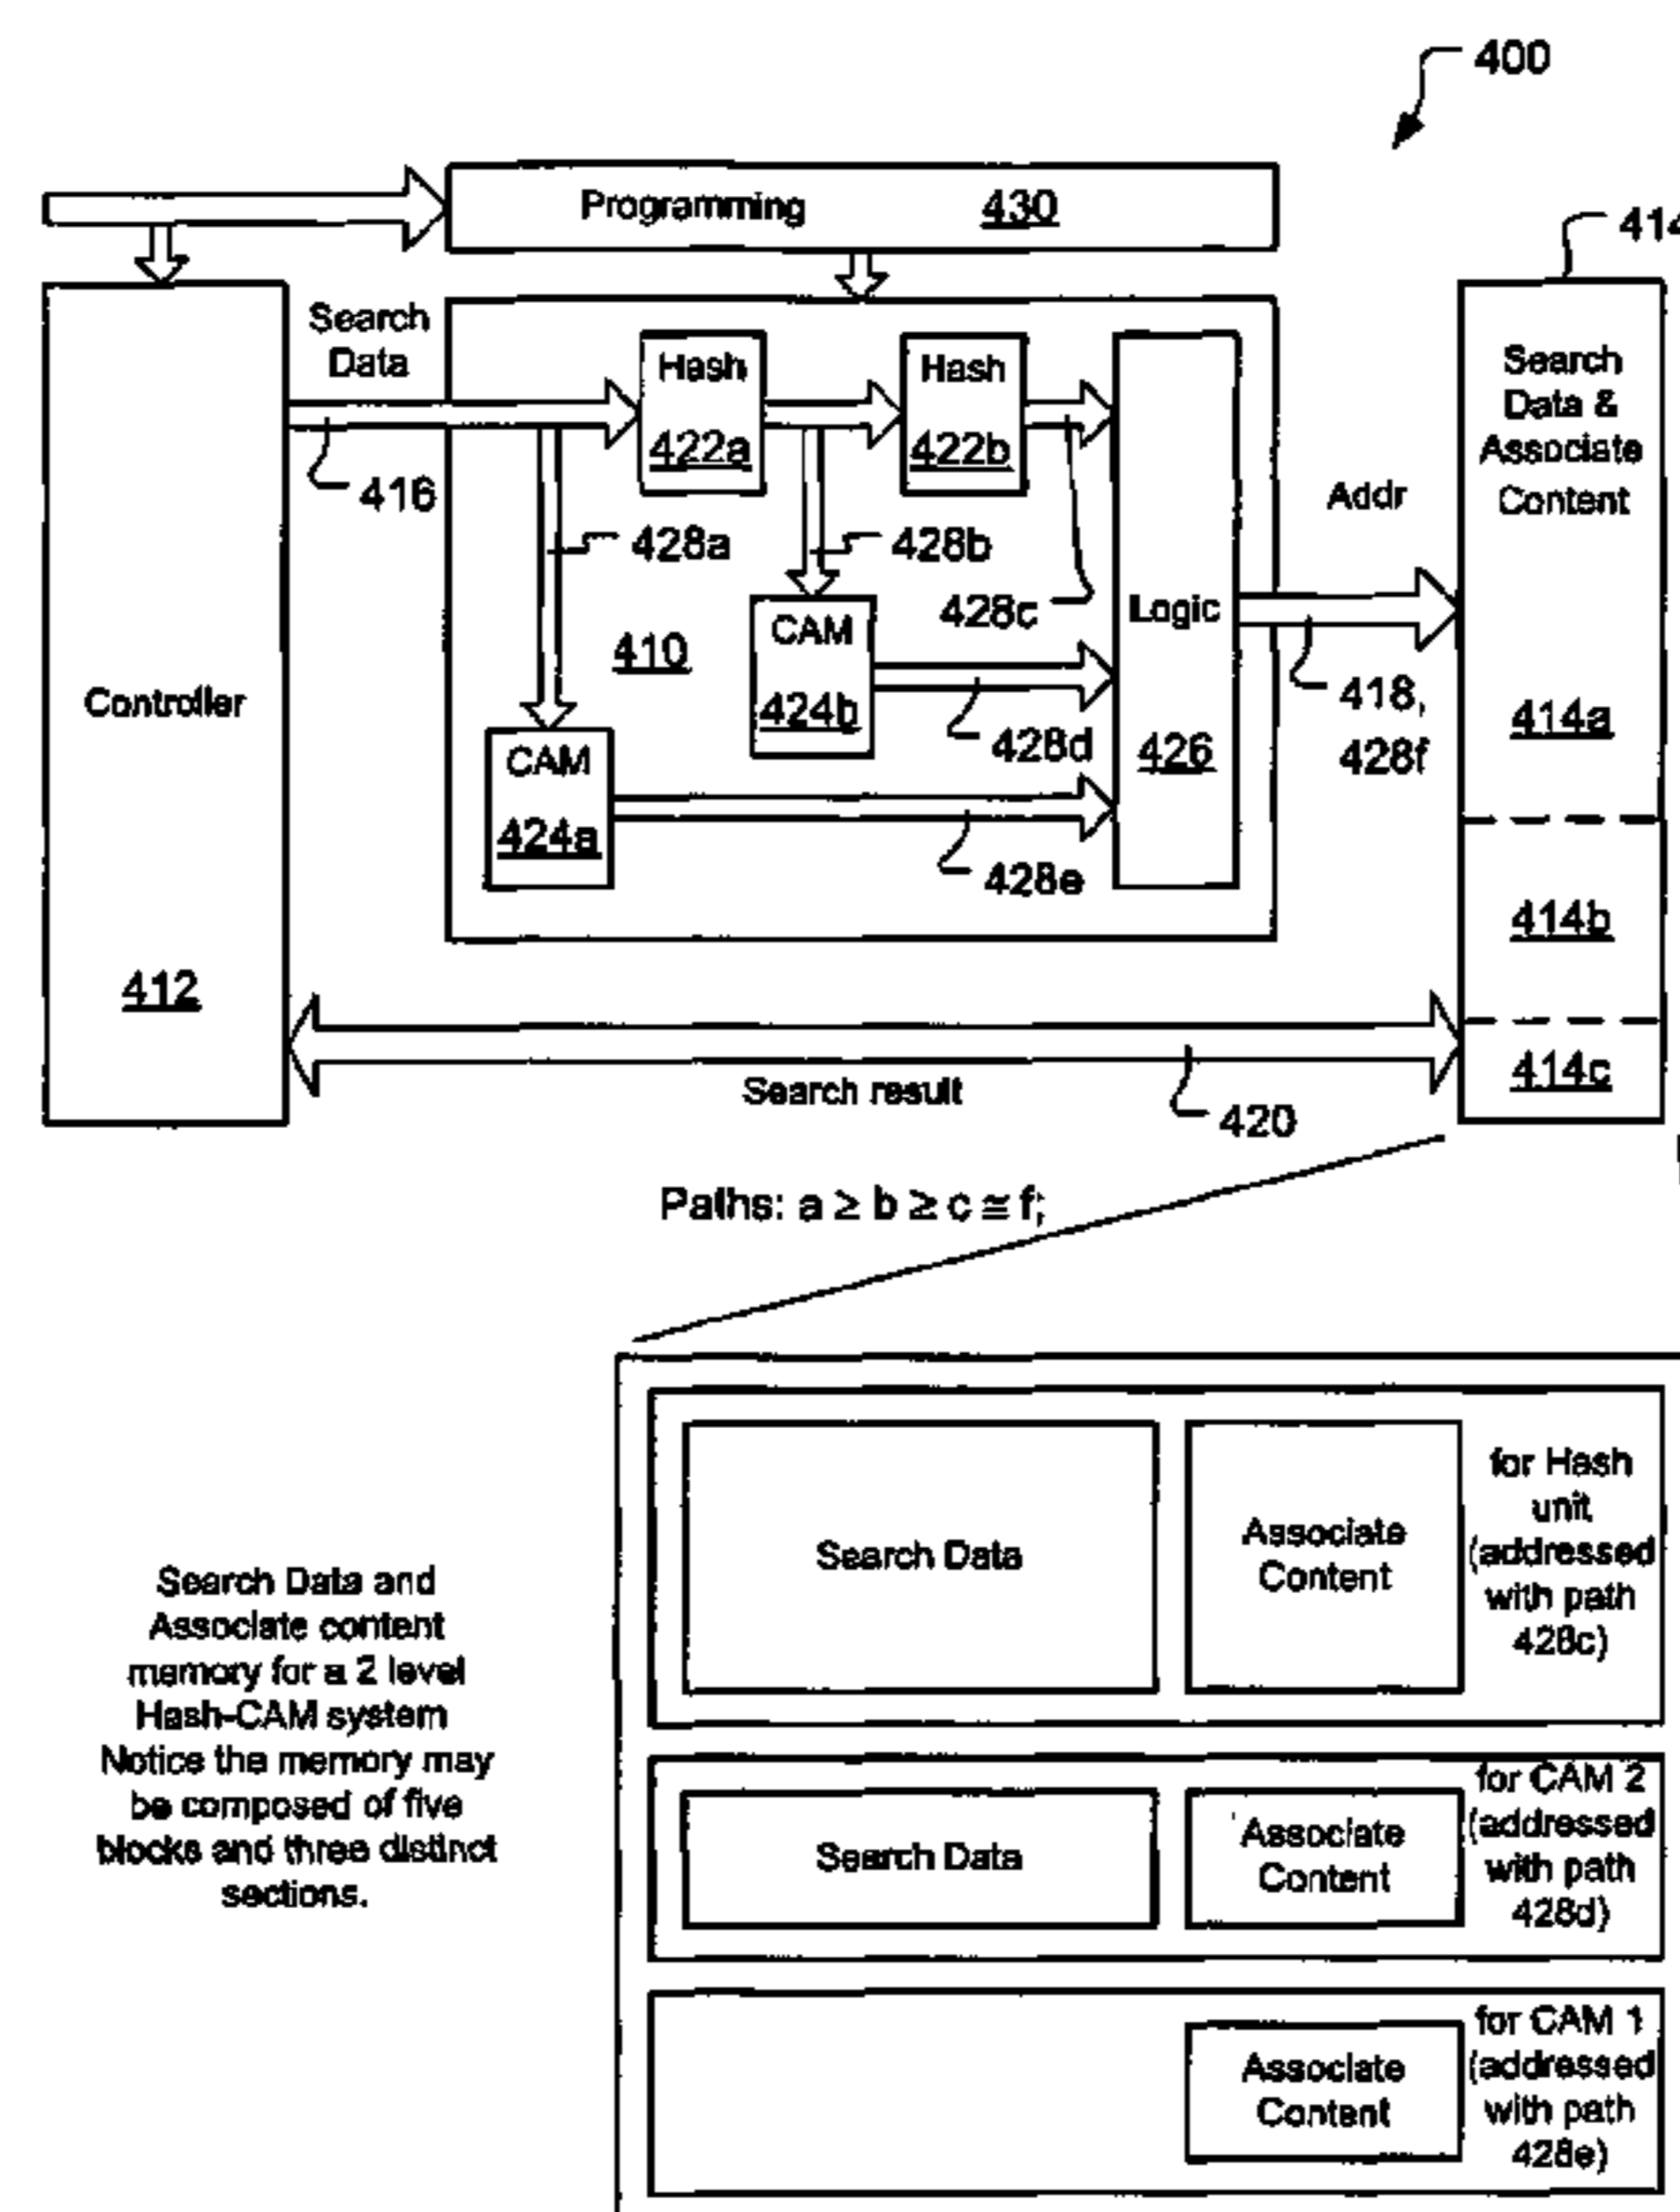 400
Programming 430
414
Search
Data
Hash
422a
Hash
422b
Search
Data &
Associate
Content
416
428a
428b
428c
Addr
Logic
410
CAM
424b
418,
428f
Controller
414a
428d
426
CAM
424a
428e
414b
412
414c
Search result
420
Paths: a ≥ b ≥ c ≅ f;
Search Data
Associate
Content
for Hash
unit
(addressed
with path
428c)
Search Data and
Associate content
memory for a 2 level
Hash-CAM system
Notice the memory may
be composed of five
blocks and three distinct
sections.
Search Data
Associate
Content
for CAM 2
(addressed
with path
428d)
Associate
Content
for CAM 1
(addressed
with path
428e)